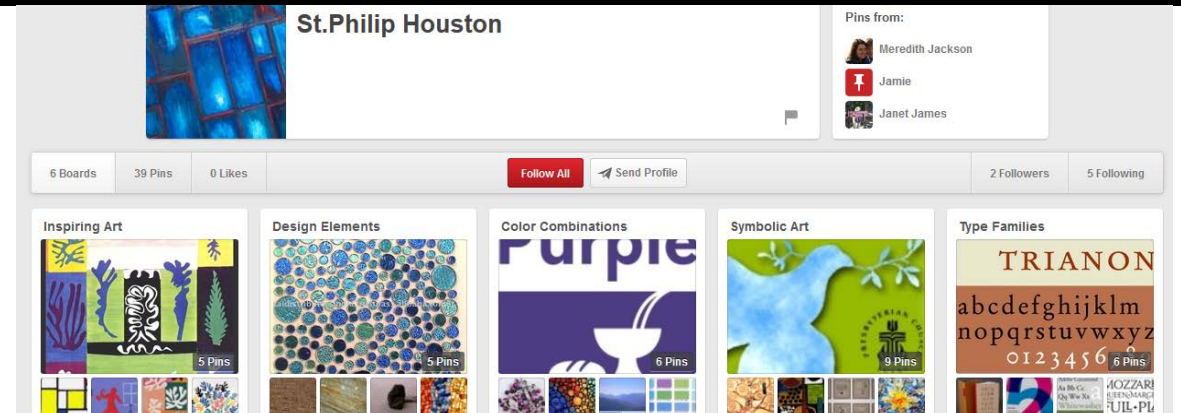 St.Philip Houston
Pins from:
Meredith Jackson
Jamie
Janet James
6 Boards
39 Pins
0 Likes
Follow All
Send Profile
2 Followers
5 Following
Inspiring Art
5 Pins
Design Elements
5 Pins
Color Combinations
Purple
6 Pins
Symbolic Art
PRESBYTERIAN
9 Pins
Type Families
TRIANON
abcdefghijklm
nopqrstuvwxyz
0123456
6 Pins